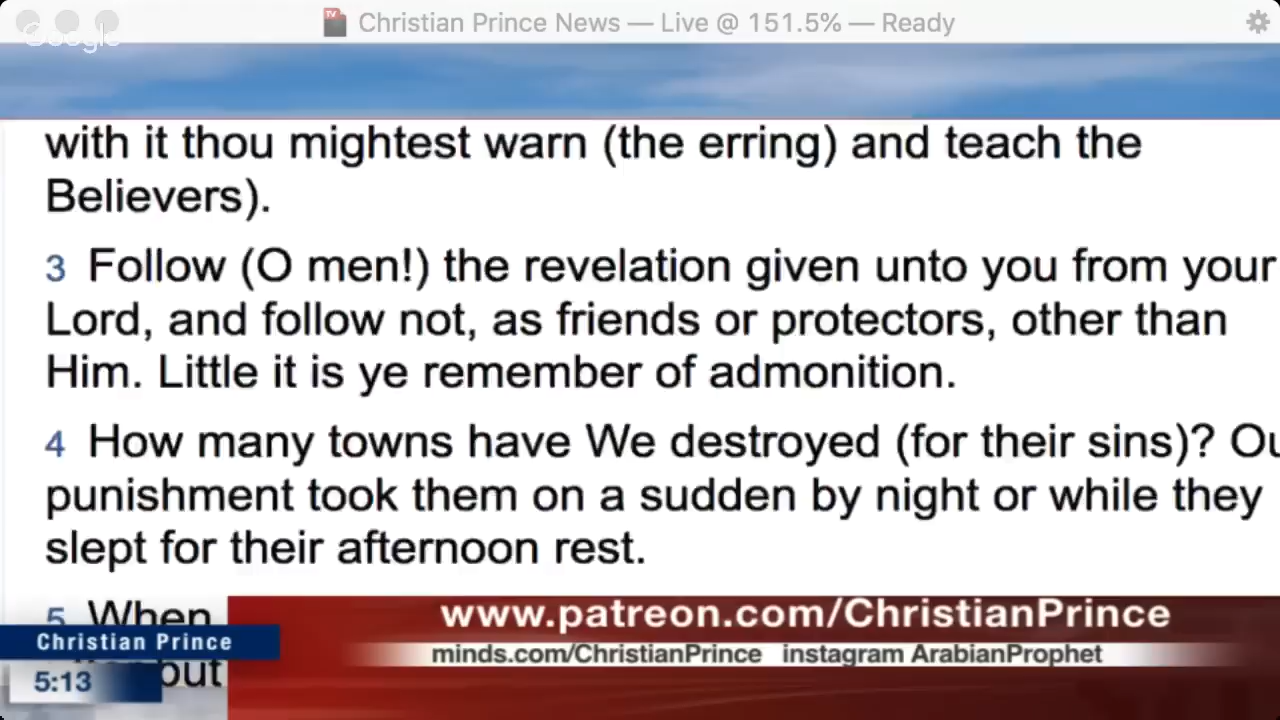 Christian Prince News — Live @ 151.5% — Ready
Google
with it thou mightest warn (the erring) and teach the
Believers).
3 Follow (O men!) the revelation given unto you from your
Lord, and follow not, as friends or protectors, other than
Him. Little it is ye remember of admonition.
4 How many towns have We destroyed (for their sins)? Ou
punishment took them on a sudden by night or while they
slept for their afternoon rest.
5 When
but
www.patreon.com/ChristianPrince
Christian Prince
minds.com/ChristianPrince instagram ArabianProphet
5:13